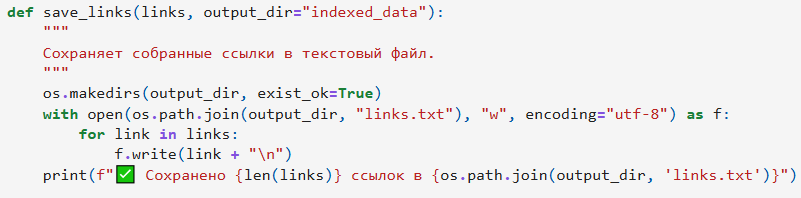 def save_links(links, output_dir="indexed_data"):
    """
    Сохраняет собранные ссылки в текстовый файл.
    """
    os.makedirs(output_dir, exist_ok=True)
    with open(os.path.join(output_dir, "links.txt"), "w", encoding="utf-8") as f:
        for link in links:
            f.write(link + "\n")
    print(f"✅ Сохранено {len(links)} ссылок в {os.path.join(output_dir, 'links.txt')}")